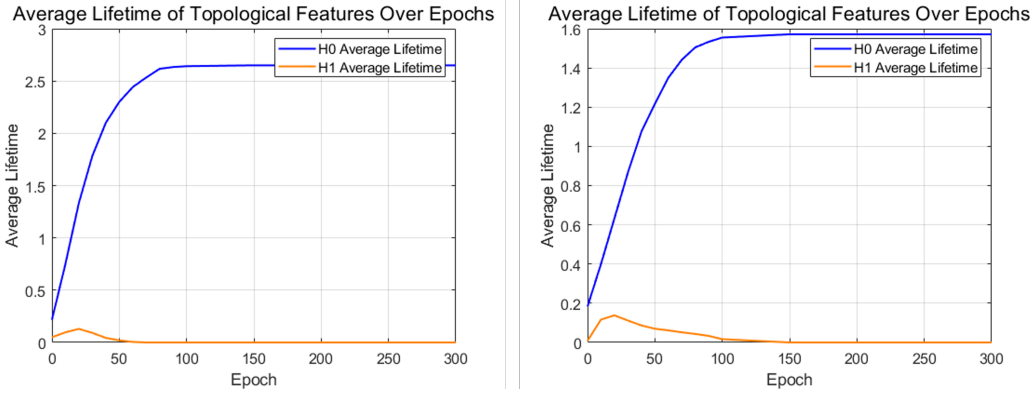 Average Lifetime of Topological Features Over Epochs
3
2.5
2
1.5
1
0.5
0
Average Lifetime
H0 Average Lifetime
H1 Average Lifetime
0 50 100 150 200 250 300
Epoch
Average Lifetime of Topological Features Over Epochs
1.6
1.4
1.2
1
0.8
0.6
0.4
0.2
0
Average Lifetime
H0 Average Lifetime
H1 Average Lifetime
0 50 100 150 200 250 300
Epoch